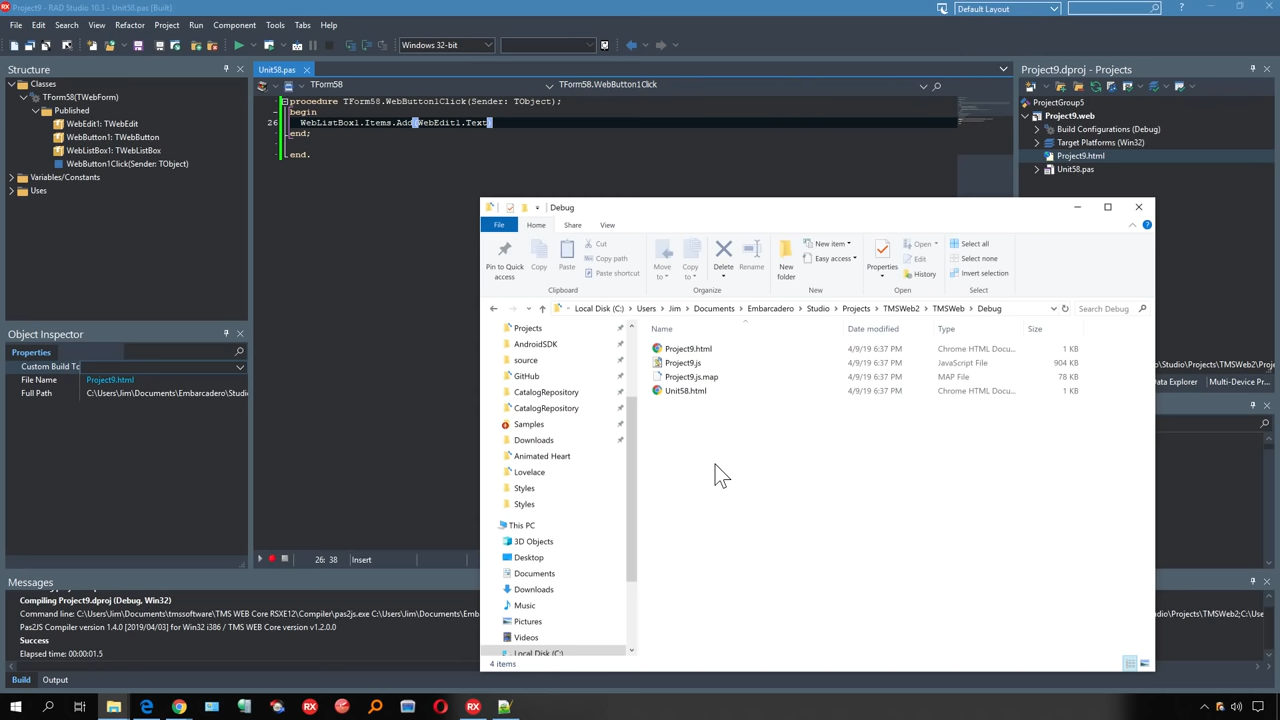 Project9 - RAD Studio 10.3 - Unit58.pas [Built]
Default Layout
File Edit Search View Refactor Project Run Component Tools Tabs Help
Windows 32-bit
Structure
Classes
TForm58(TWebForm)
Published
WebEdit1: TWebEdit
WebButton1: TWebButton
WebListBox1: TWebListBox
WebButton1Click(Sender: TObject)
Variables/Constants
Uses
Unit58.pas
TForm58
TForm58.WebButton1Click
procedure TForm58.WebButton1Click(Sender: TObject);
begin
26
WebListBox1.Items.Add(WebEdit1.Text)
end;
end.
26: 38
Insert
Project9.dproj - Projects
ProjectGroup5
Project9.web
Build Configurations (Debug)
Target Platforms (Win32)
Project9.html
Unit58.pas
Debug
File Home Share View
Pin to Quick access
Copy
Paste
Cut
Copy path
Paste shortcut
Clipboard
Move to
Copy to
Delete
Rename
Organize
New folder
New item
Easy access
New
Properties
Open
Edit
History
Open
Select all
Select none
Invert selection
Select
Local Disk (C:) > Users > Jim > Documents > Embarcadero > Studio > Projects > TMSWeb2 > TMSWeb > Debug
Search Debug
Projects
AndroidSDK
source
GitHub
CatalogRepository
CatalogRepository
Samples
Downloads
Animated Heart
Lovelace
Styles
Styles
This PC
3D Objects
Desktop
Documents
Downloads
Music
Pictures
Videos
Local Disk (C:)
Name Date modified Type Size
Project9.html 4/9/19 6:37 PM Chrome HTML Docu... 1 KB
Project9.js 4/9/19 6:37 PM JavaScript File 904 KB
Project9.js.map 4/9/19 6:37 PM MAP File 78 KB
Unit58.html 4/9/19 6:37 PM Chrome HTML Docu... 1 KB
4 items
Object Inspector
Properties
Custom Build To
File Name Project9.html
Full Path C:\Users\Jim\Documents\Embarcadero\Studio
Data Explorer
Multi-Device Pr...
Messages
Compiling Project9.dproj (Debug, Win32)
Command line: C:\Users\Jim\Documents\tmssoftware\TMS WEB Core RSXE12\Compiler\pas2js.exe C:\Users\Jim\Documents\Emb
Studio\Projects\TMSWeb2;C:\Use
Pas2JS Compiler version 1.4.0 [2019/04/03] for Win32 i386 / TMS WEB Core version v1.2.0.0
Success
Elapsed time: 00:00:01.5
Build Output